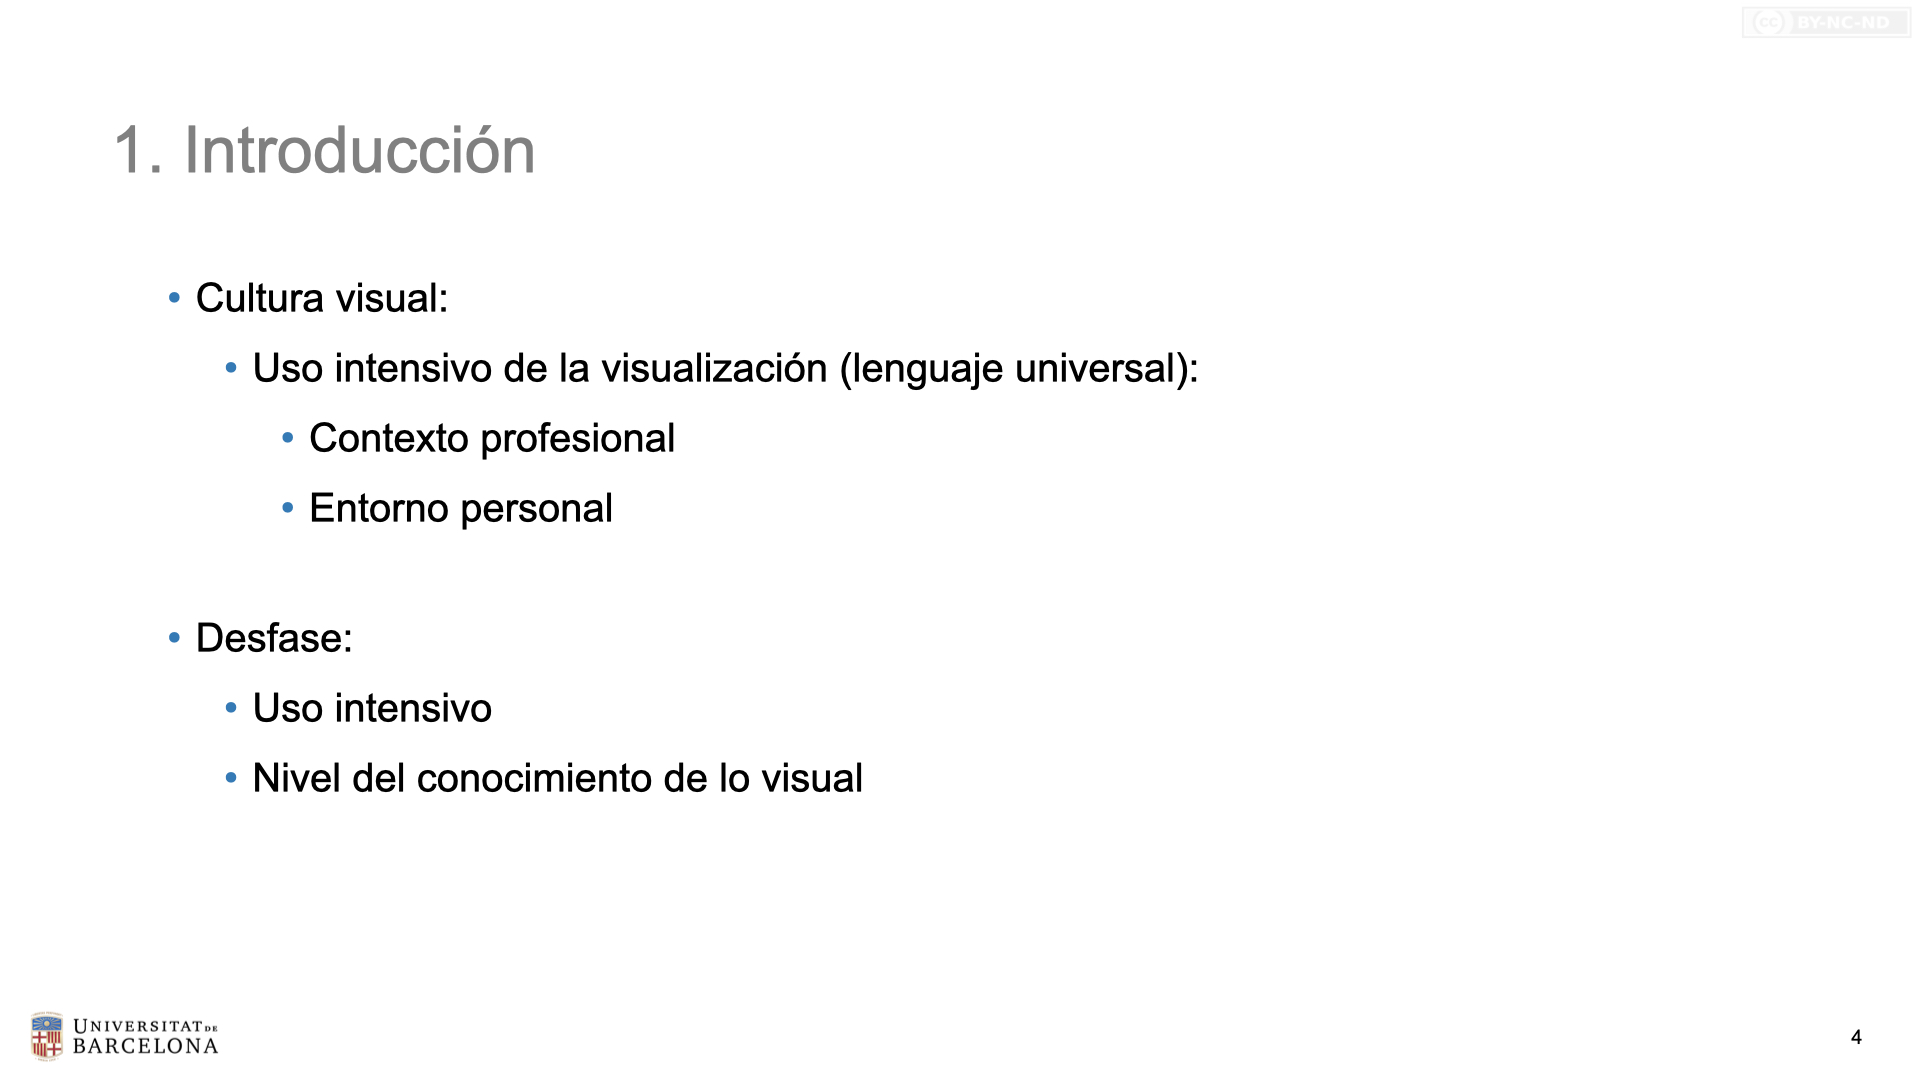 cc BY-NC-ND
1. Introducción
• Cultura visual:
• Uso intensivo de la visualización (lenguaje universal):
• Contexto profesional
• Entorno personal
• Desfase:
• Uso intensivo
• Nivel del conocimiento de lo visual
UNIVERSITAT DE
BARCELONA
4